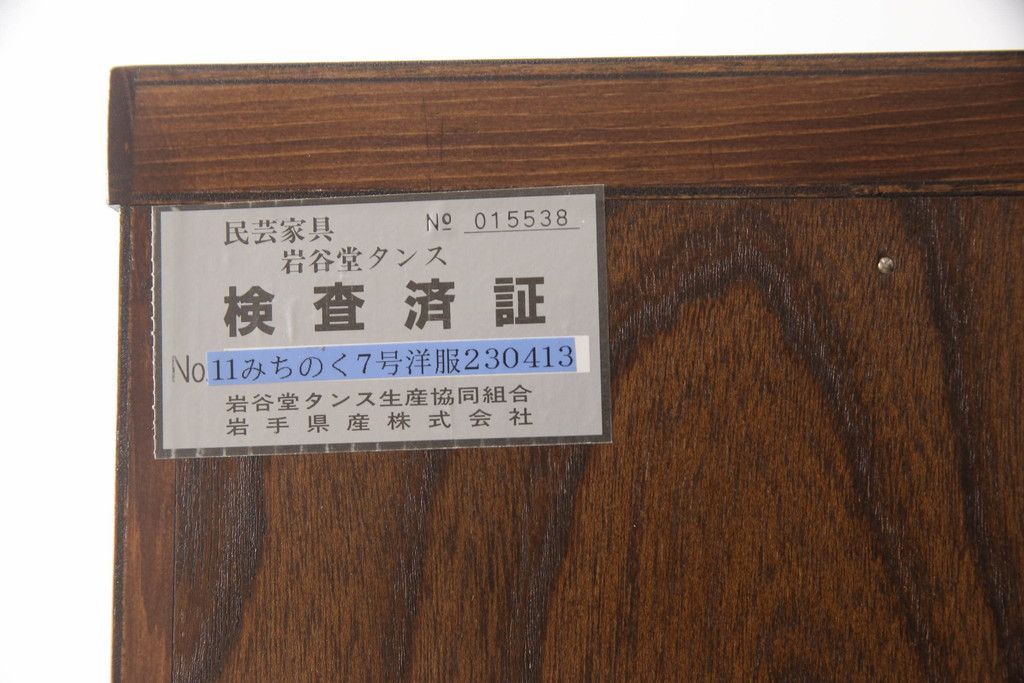 民芸家具 Nº 015538
岩谷堂タンス
検査済証
No.11みちのく7号洋服230413
岩谷堂タンス生産協同組合
岩手県産株式会社